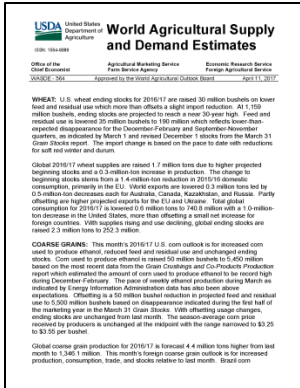 USDA
United States
Department of
Agriculture
World Agricultural Supply
and Demand Estimates
ISSN: 1554-9089
Office of the Agricultural Marketing Service Economic Research Service
Chief Economist Farm Service Agency Foreign Agricultural Service
WASDE - 564 Approved by the World Agricultural Outlook Board April 11, 2017
WHEAT: U.S. wheat ending stocks for 2016/17 are raised 30 million bushels on lower
feed and residual use which more than offsets a slight import reduction. At 1,159
million bushels, ending stocks are projected to reach a near 30-year high. Feed and
residual use is lowered 35 million bushels to 190 million which reflects lower-than-
expected disappearance for the December-February and September-November
quarters, as indicated by March 1 and revised December 1 stocks from the March 31
Grain Stocks report. The import change is based on the pace to date with reductions
for soft red winter and durum.
Global 2016/17 wheat supplies are raised 1.7 million tons due to higher projected
beginning stocks and a 0.3-million-ton increase in production. The change to
beginning stocks stems from a 1.4-million-ton reduction in 2015/16 domestic
consumption, primarily in the EU. World exports are lowered 0.3 million tons led by
0.5-million-ton decreases each for Australia, Canada, Kazakhstan, and Russia. Partly
offsetting are higher projected exports for the EU and Ukraine. Total global
consumption for 2016/17 is lowered 0.6 million tons to 740.8 million with a 1.0-million-
ton decrease in the United States, more than offsetting a small net increase for
foreign countries. With supplies rising and use declining, global ending stocks are
raised 2.3 million tons to 252.3 million.
COARSE GRAINS: This month's 2016/17 U.S. corn outlook is for increased corn
used to produce ethanol, reduced feed and residual use and unchanged ending
stocks. Corn used to produce ethanol is raised 50 million bushels to 5,450 million
based on the most recent data from the Grain Crushings and Co-Products Production
report which estimated the amount of corn used to produce ethanol to be record high
during December-February. The pace of weekly ethanol production during March as
indicated by Energy Information Administration data has also been above
expectations. Offsetting is a 50 million bushel reduction in projected feed and residual
use to 5,500 million bushels based on disappearance indicated during the first half of
the marketing year in the March 31 Grain Stocks. With offsetting usage changes,
ending stocks are unchanged from last month. The season-average corn price
received by producers is unchanged at the midpoint with the range narrowed to $3.25
to $3.55 per bushel.
Global coarse grain production for 2016/17 is forecast 4.4 million tons higher from last
month to 1,346.1 million. This month's foreign coarse grain outlook is for increased
production, consumption, trade, and stocks relative to last month. Brazil corn